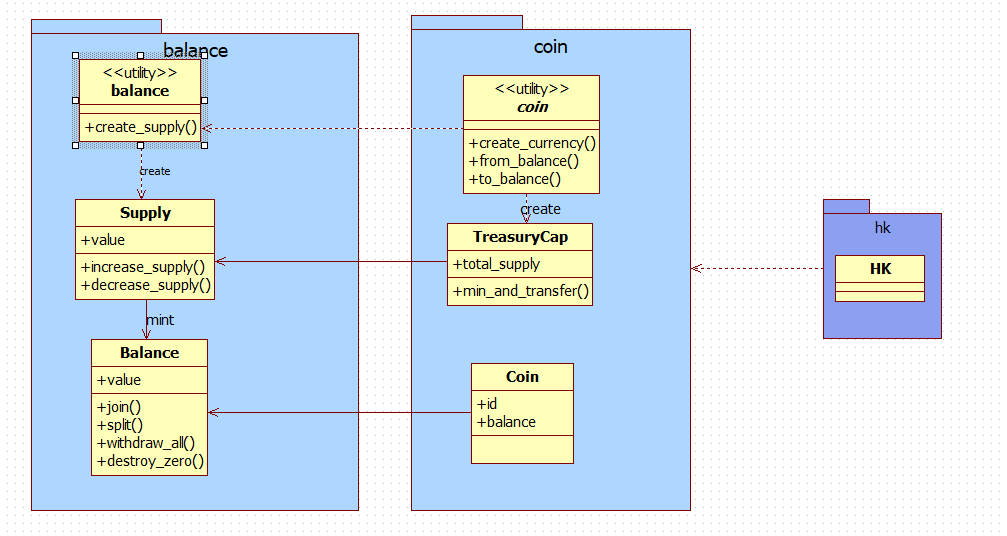 balance
<<utility>>
balance
+create_supply()
create
Supply
+value
+increase_supply()
+decrease_supply()
mint
Balance
+value
+join()
+split()
+withdraw_all()
+destroy_zero()
coin
<<utility>>
coin
+create_currency()
+from_balance()
+to_balance()
create
TreasuryCap
+total_supply
+min_and_transfer()
Coin
+id
+balance
hk
HK